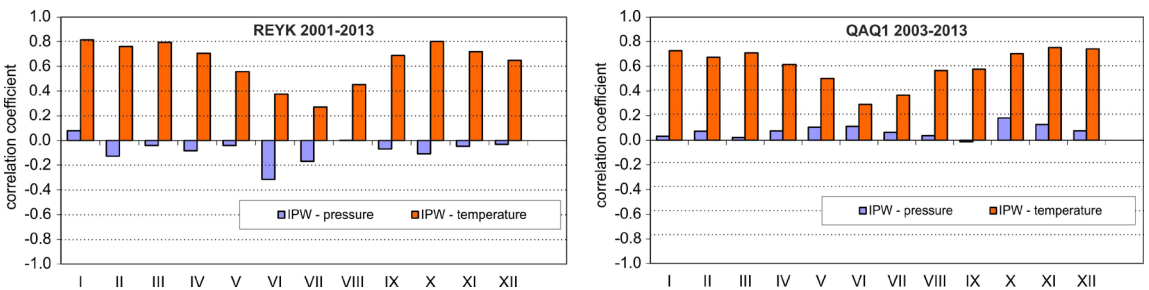 REYK 2001-2013
correlation coefficient
1.0
0.8
0.6
0.4
0.2
0.0
-0.2
-0.4
-0.6
-0.8
-1.0
IPW - pressure IPW - temperature
I II III IV V VI VII VIII IX X XI XII
QAQ1 2003-2013
correlation coefficient
1.0
0.8
0.6
0.4
0.2
0.0
-0.2
-0.4
-0.6
-0.8
-1.0
IPW - pressure IPW - temperature
I II III IV V VI VII VIII IX X XI XII